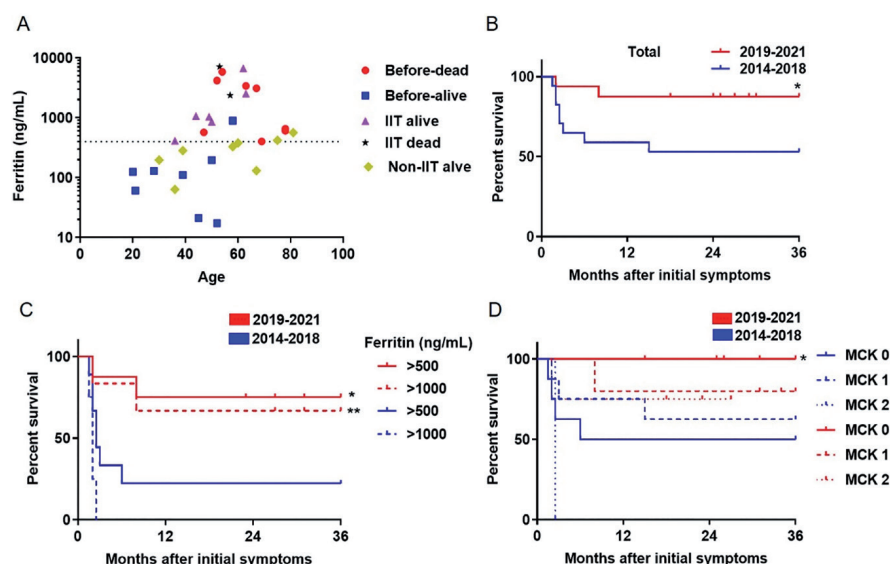 A
Ferritin (ng/mL)
10000
1000
100
10
0
20
40
60
80
100
Age
Before-dead
Before-alive
IIT alive
IIT dead
Non-IIT alve
B
Total
2019-2021
2014-2018
Percent survival
100
50
0
*
0
12
24
36
Months after initial symptoms
C
2019-2021
2014-2018
Ferritin (ng/mL)
>500
>1000
>500
>1000
Percent survival
100
50
0
*
**
0
12
24
36
Months after initial symptoms
D
2019-2021
2014-2018
MCK 0
MCK 1
MCK 2
MCK 0
MCK 1
MCK 2
Percent survival
100
50
0
*
0
12
24
36
Months after initial symptoms